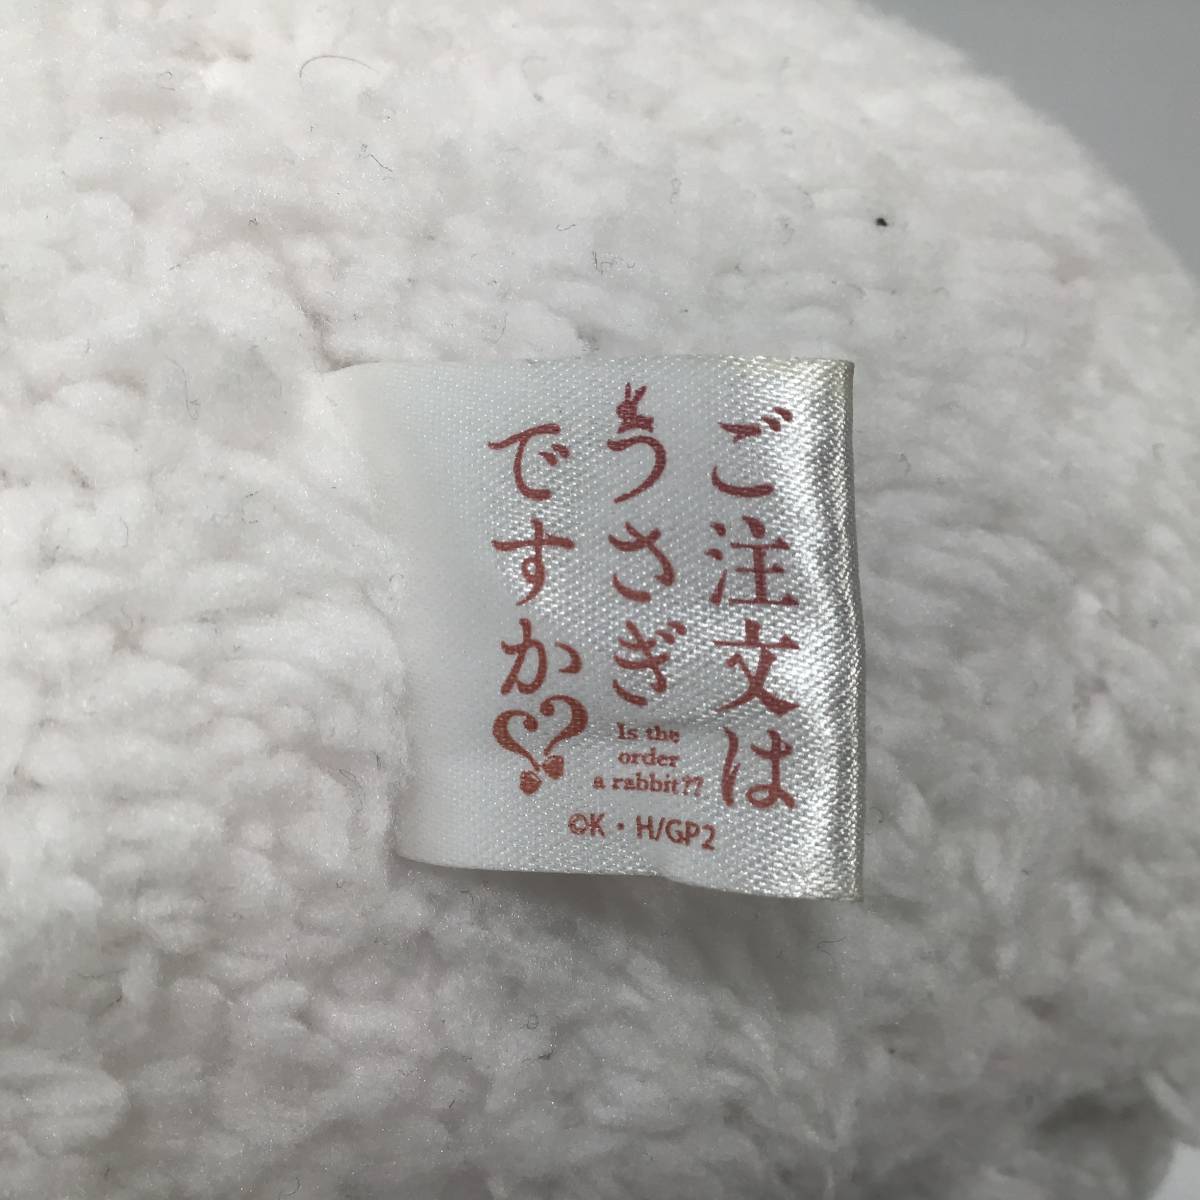 ご注文は
うさぎ
ですか??
Is the
order
a rabbit??
©K・H/GP2